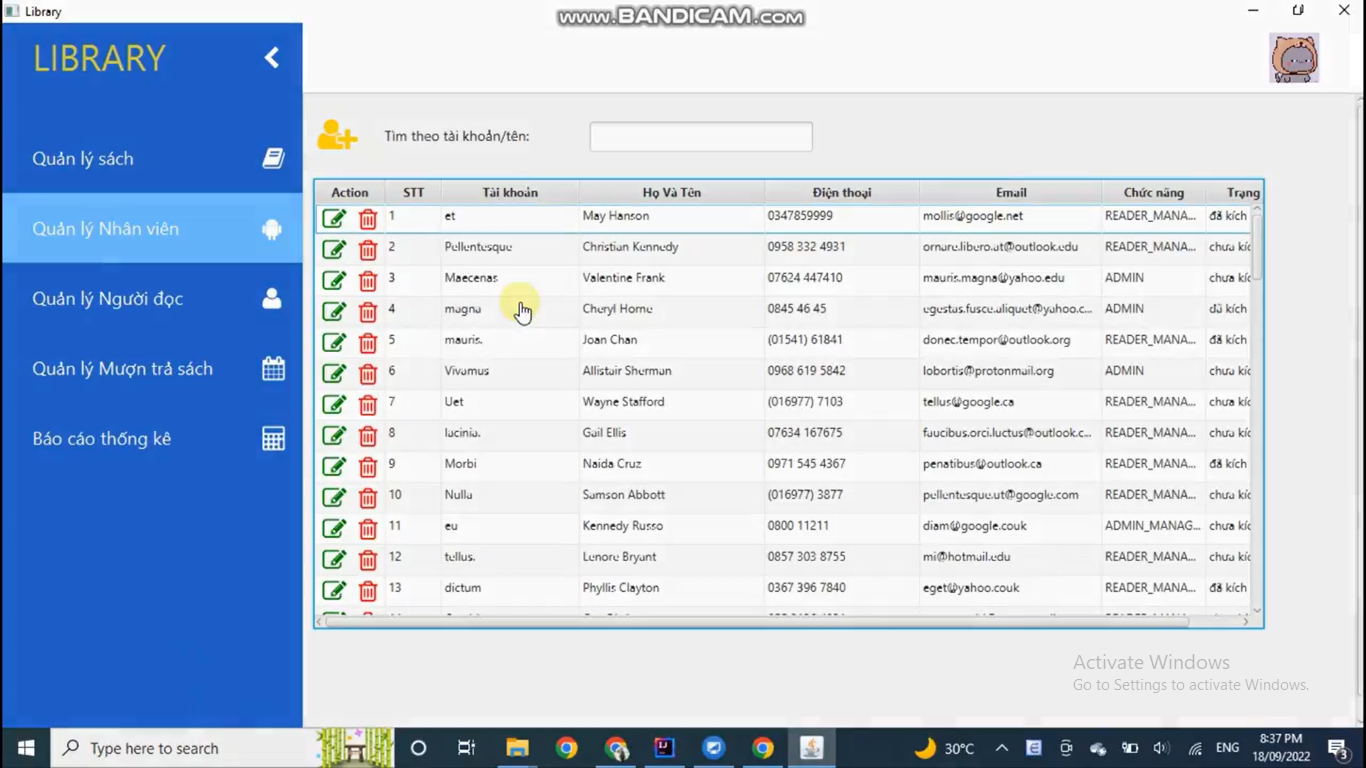 Library
www.BANDICAM.com
LIBRARY
Quản lý sách
Quản lý Nhân viên
Quản lý Người đọc
Quản lý Mượn trả sách
Báo cáo thống kê
Tìm theo tài khoản/tên:
Action STT Tài khoản Họ Và Tên Điện thoại Email Chức năng Trạng
1 et May Hanson 0347859999 mollis@google.net READER_MANA... đã kích
2 Pellentesque Christian Kennedy 0958 332 4931 ornare.libero.at@outlook.edu READER_MANA... chưa kíc
3 Maecenas Valentine Frank 07624 447410 mauris.magna@yahoo.edu ADMIN chưa kíc
4 magna Cheryl Horne 0845 46 45 egestas.fusce.aliquet@yahoo.c... ADMIN đã kích
5 mauris. Joan Chan (01541) 61841 donec.tempor@outlook.org READER_MANA... đã kích
6 Vivamus Allistair Sherman 0968 619 5842 lobortis@protonmail.org ADMIN chưa kíc
7 Uet Wayne Stafford (016977) 7103 tellus@google.ca READER_MANA... chưa kíc
8 lacinia. Gail Ellis 07634 167675 faucibus.orci.luctus@outlook.c... READER_MANA... chưa kíc
9 Morbi Naida Cruz 0971 545 4367 penatibus@outlook.ca READER_MANA... đã kích
10 Nulla Samson Abbott (016977) 3877 pellentesque.ut@google.com READER_MANA... chưa kíc
11 eu Kennedy Russo 0800 11211 diam@google.couk ADMIN_MANAG... chưa kíc
12 tellus. Lenore Bryant 0857 303 8755 mi@hotmail.edu READER_MANA... chưa kíc
13 dictum Phyllis Clayton 0367 396 7840 eget@yahoo.couk READER_MANA... đã kích
Activate Windows
Go to Settings to activate Windows.
Type here to search
30°C
ENG
8:37 PM
18/09/2022
3